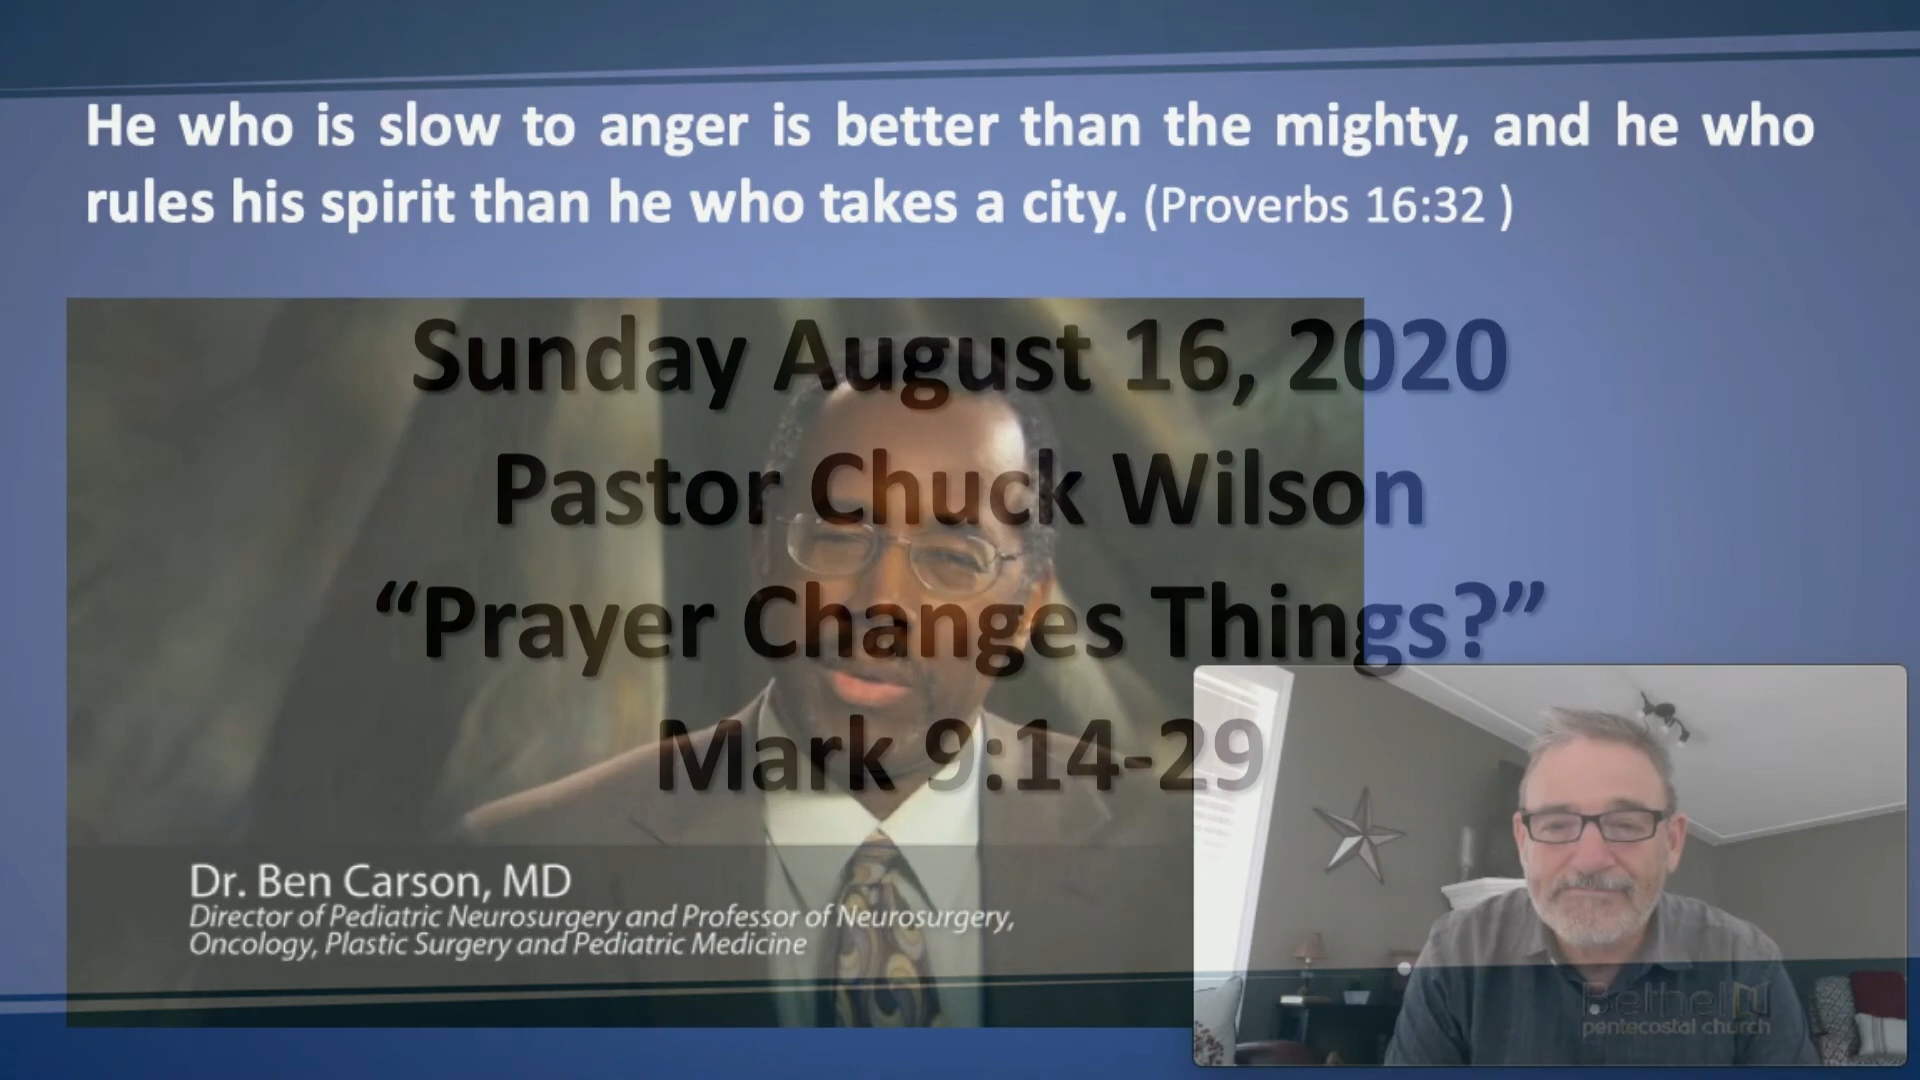 He who is slow to anger is better than the mighty, and he who
rules his spirit than he who takes a city. (Proverbs 16:32 )
Sunday August 16, 2020
Pastor Chuck Wilson
“Prayer Changes Things?”
Mark 9:14-29
Dr. Ben Carson, MD
Director of Pediatric Neurosurgery and Professor of Neurosurgery,
Oncology, Plastic Surgery and Pediatric Medicine
Bethel
pentecostal church